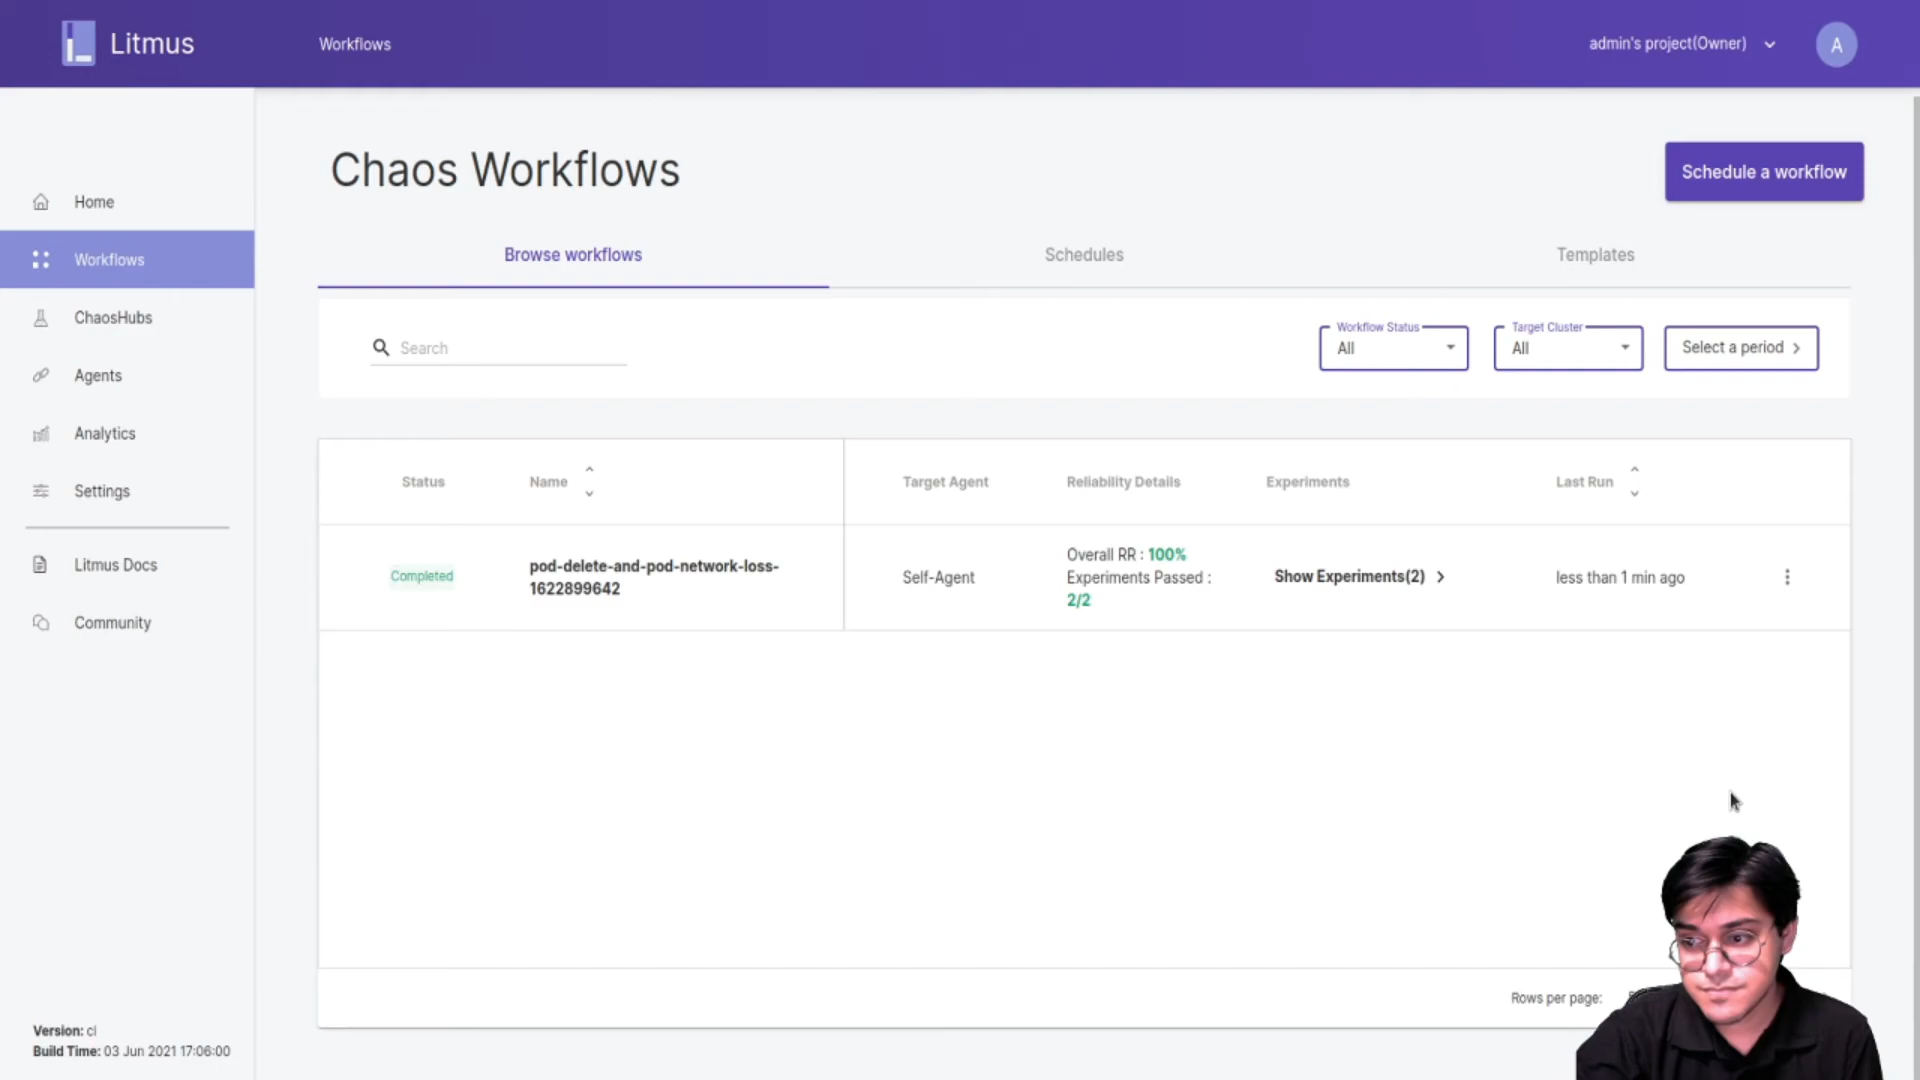 Litmus
Workflows
admin's project(Owner)
A
Home
Workflows
ChaosHubs
Agents
Analytics
Settings
Litmus Docs
Community
Version: ci
Build Time: 03 Jun 2021 17:06:00
Chaos Workflows
Schedule a workflow
Browse workflows
Schedules
Templates
Search
Workflow Status
All
Target Cluster
All
Select a period
Status
Name
Target Agent
Reliability Details
Experiments
Last Run
Completed
pod-delete-and-pod-network-loss-
1622899642
Self-Agent
Overall RR : 100%
Experiments Passed :
2/2
Show Experiments(2)
less than 1 min ago
Rows per page: